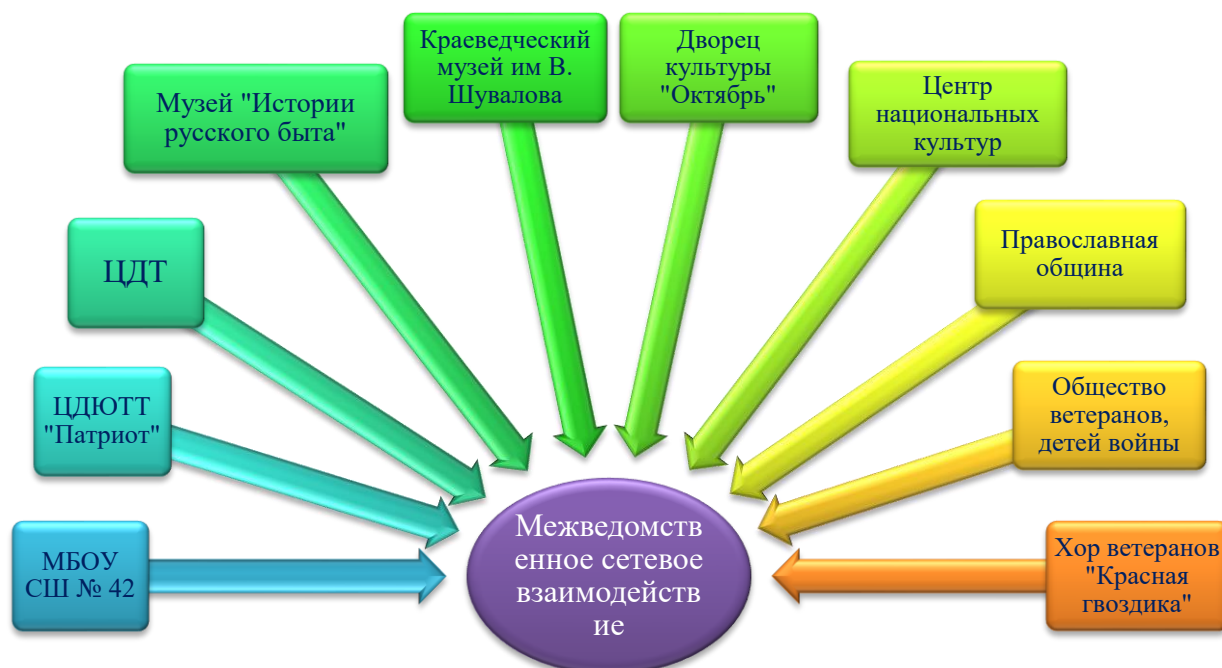 Краеведческий
музей им В.
Шувалова
Дворец
культуры
"Октябрь"
Музей "Истории
русского быта"
Центр
национальных
культур
ЦДТ
Православная
община
ЦДЮТТ
"Патриот"
Общество
ветеранов,
детей войны
МБОУ
СШ № 42
Межведомств
енное сетевое
взаимодейств
ие
Хор ветеранов
"Красная
гвоздика"